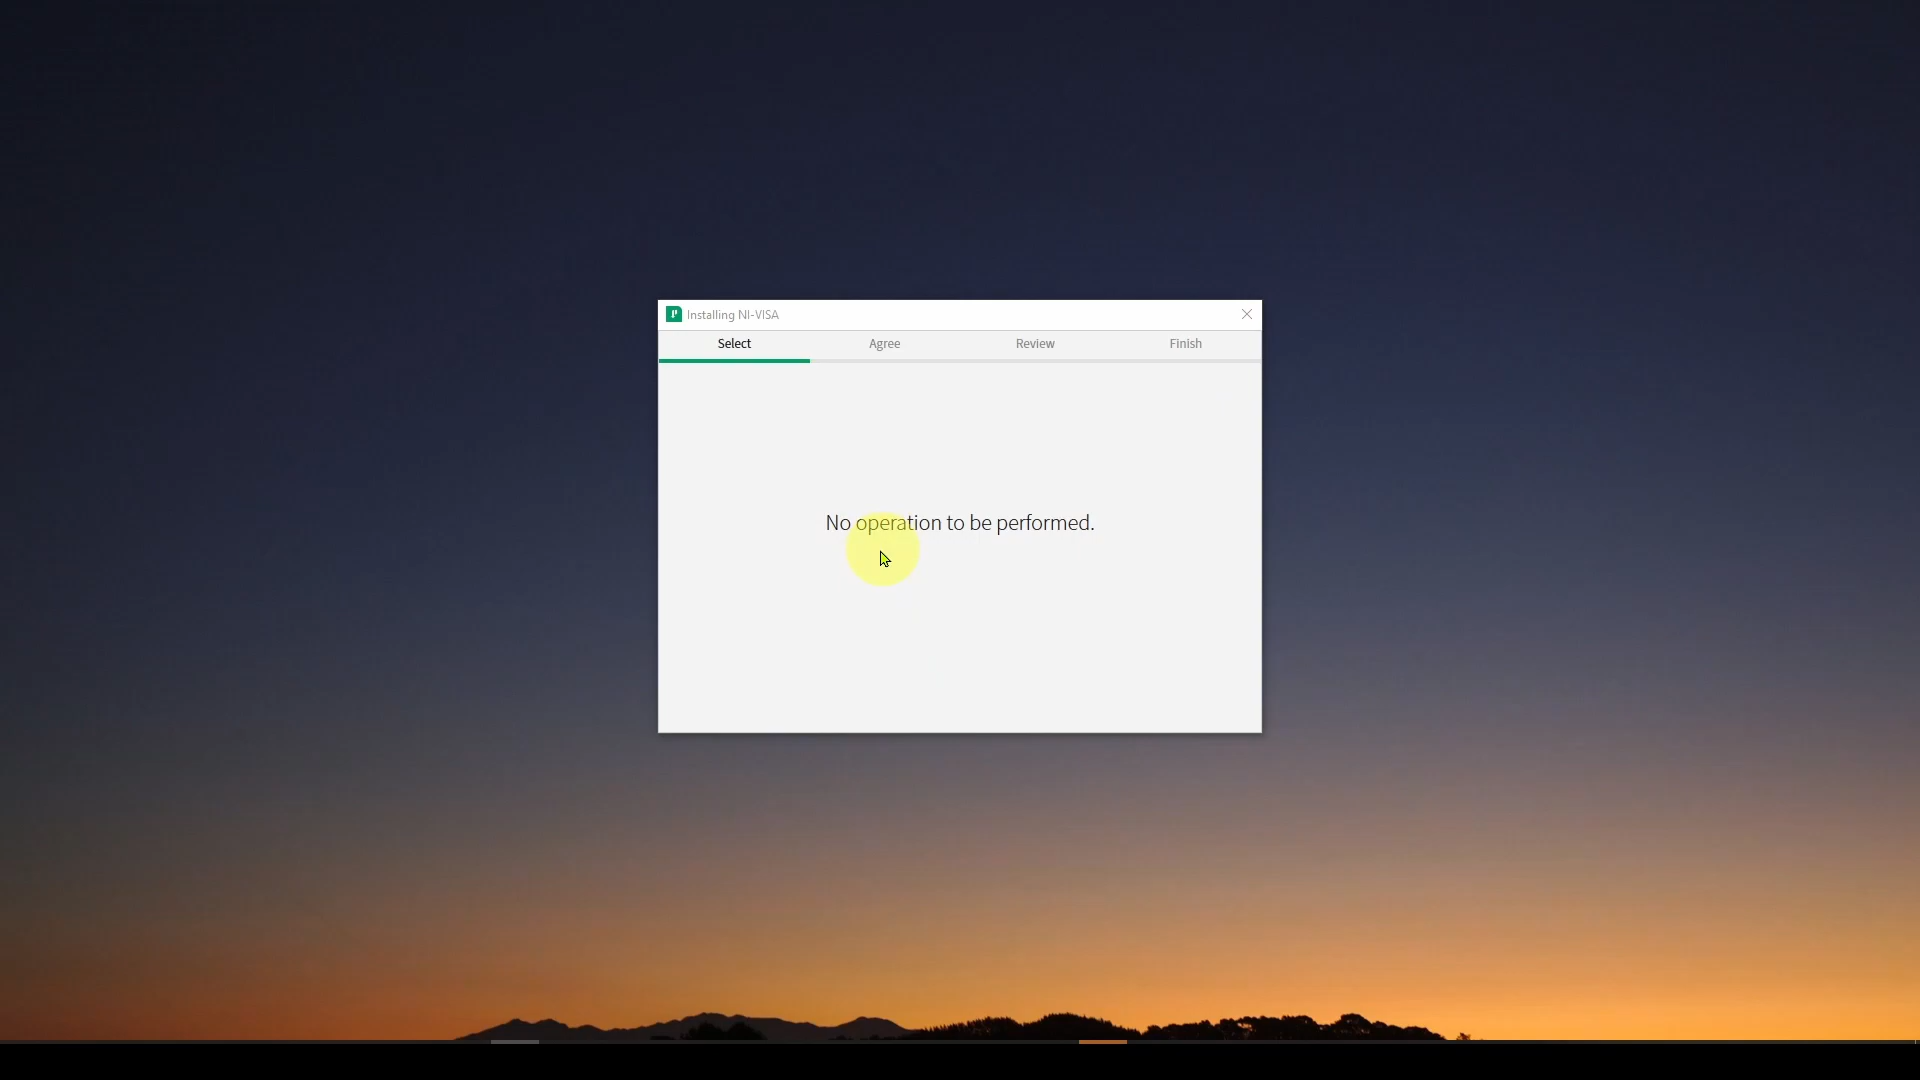 Installing NI-VISA
Select Agree Review Finish
No operation to be performed.